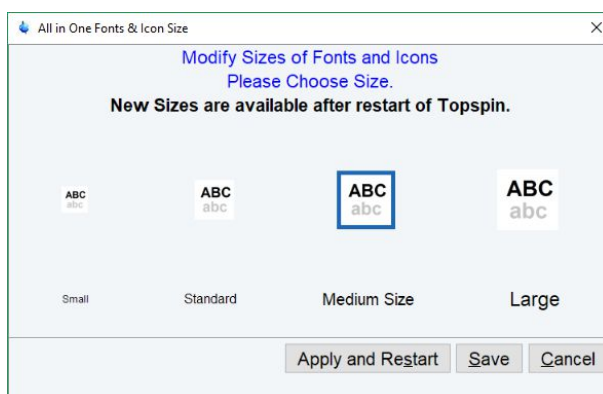 All in One Fonts & Icon Size
Modify Sizes of Fonts and Icons
Please Choose Size.
New Sizes are available after restart of Topspin.
ABC ABC ABC ABC
abc abc abc abc
Small Standard Medium Size Large
Apply and Restart Save Cancel